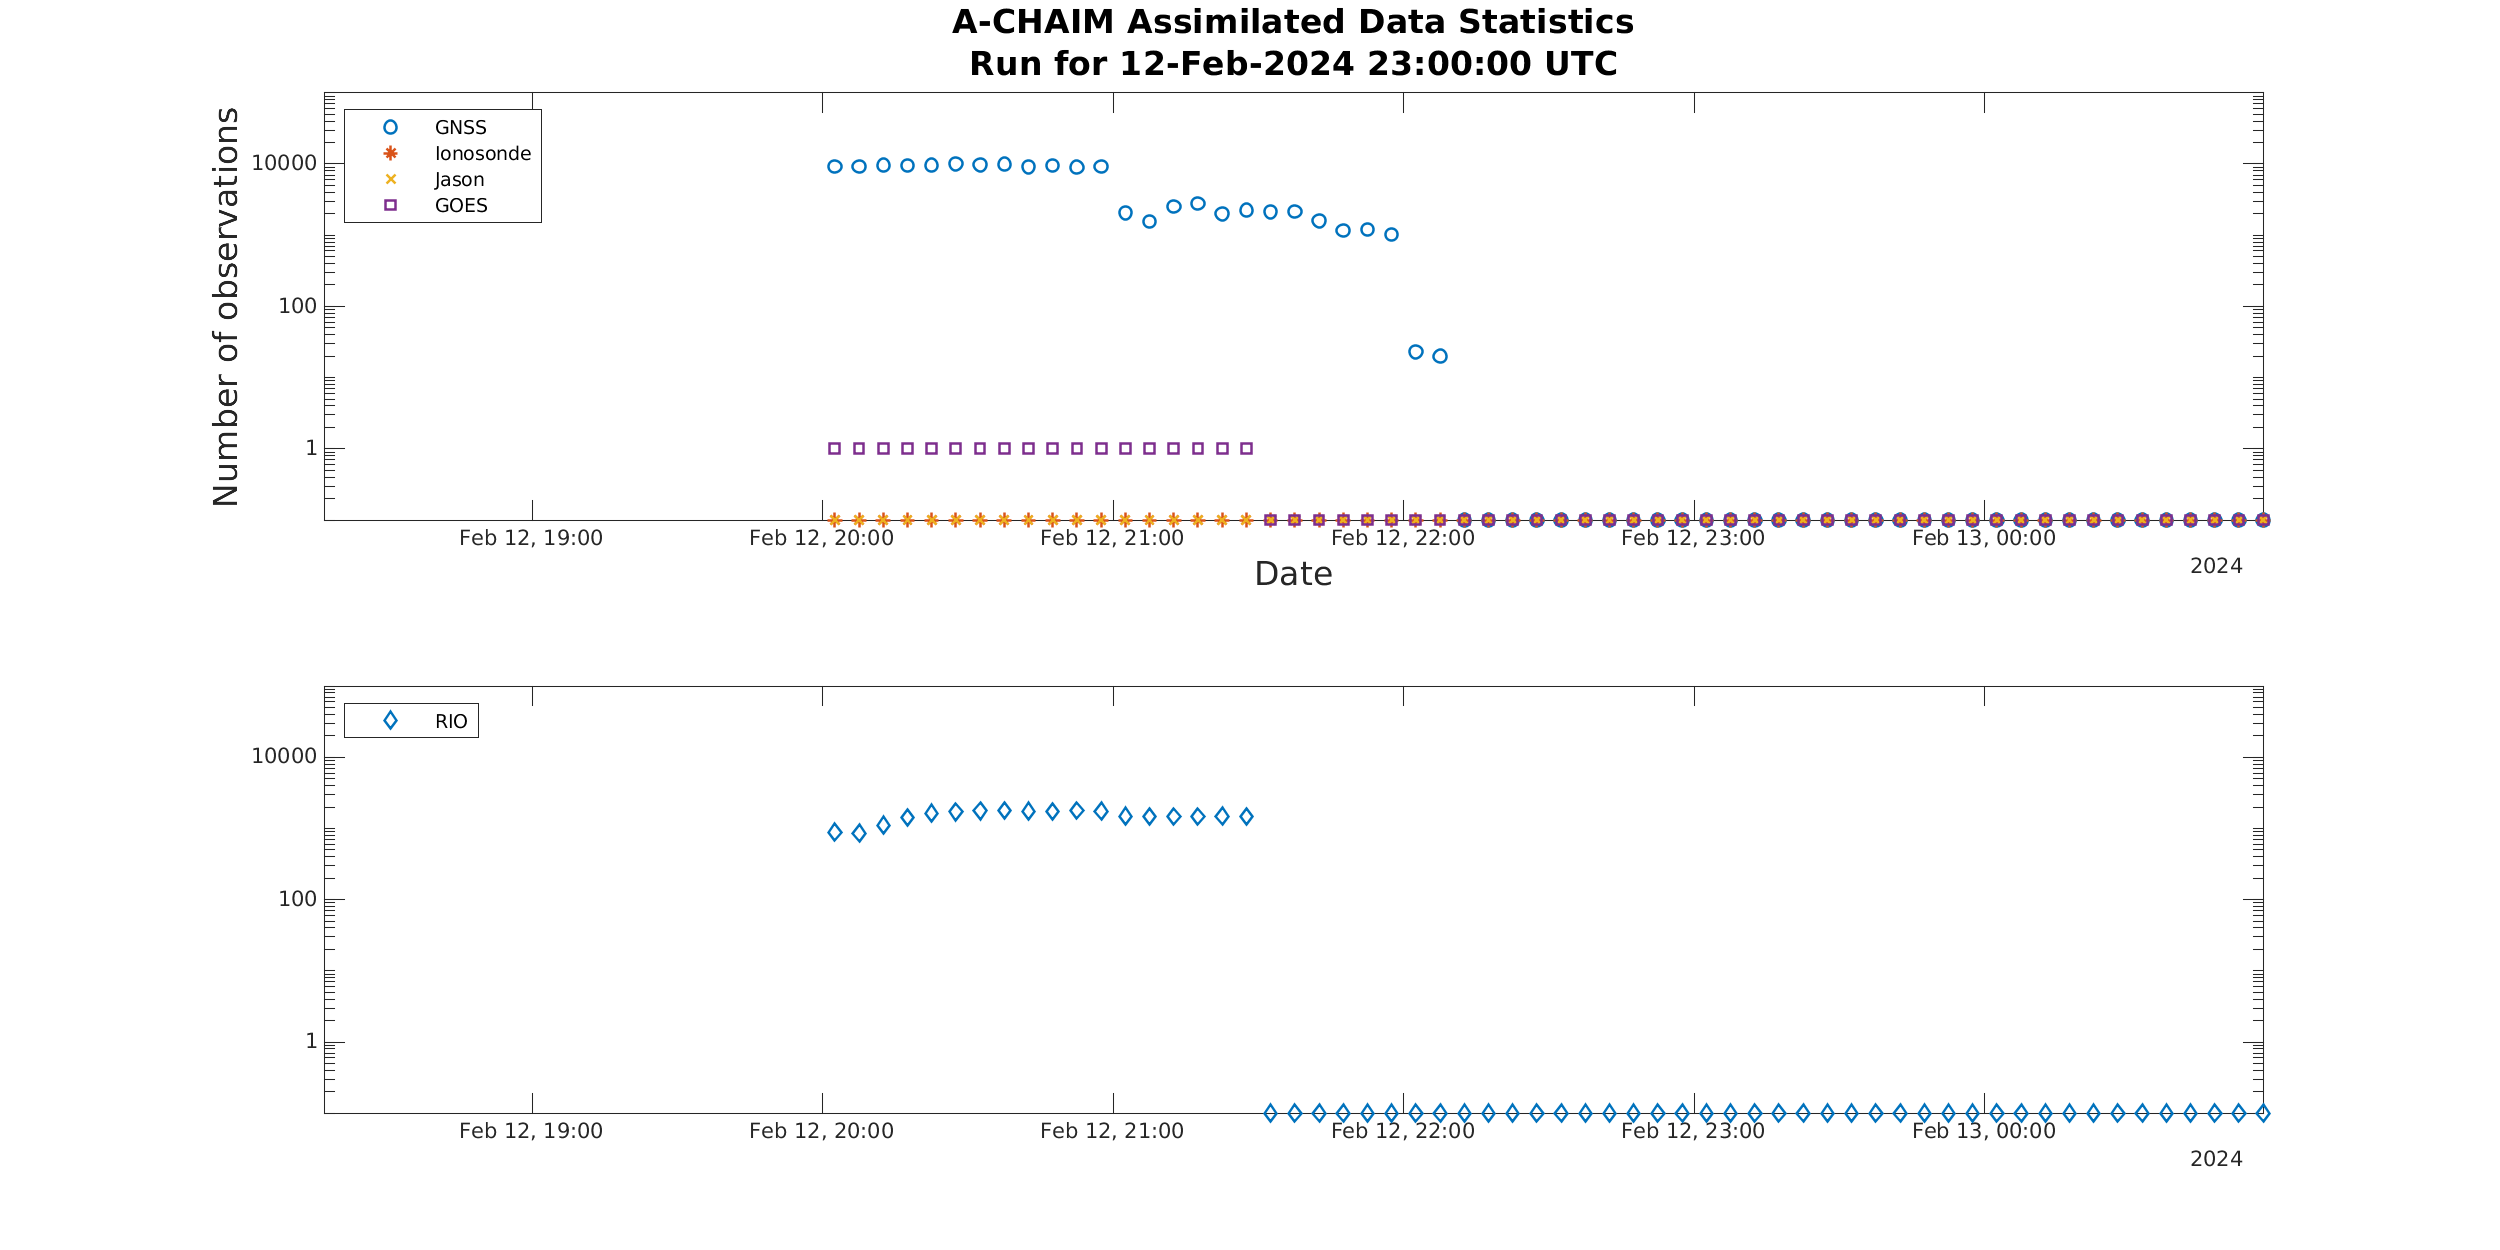 A-CHAIM Assimilated Data Statistics
Run for 12-Feb-2024 23:00:00 UTC
Number of observations
10000
100
1
GNSS
Ionosonde
Jason
GOES
Feb 12, 19:00
Feb 12, 20:00
Feb 12, 21:00
Feb 12, 22:00
Feb 12, 23:00
Feb 13, 00:00
2024
Date
10000
100
1
RIO
Feb 12, 19:00
Feb 12, 20:00
Feb 12, 21:00
Feb 12, 22:00
Feb 12, 23:00
Feb 13, 00:00
2024